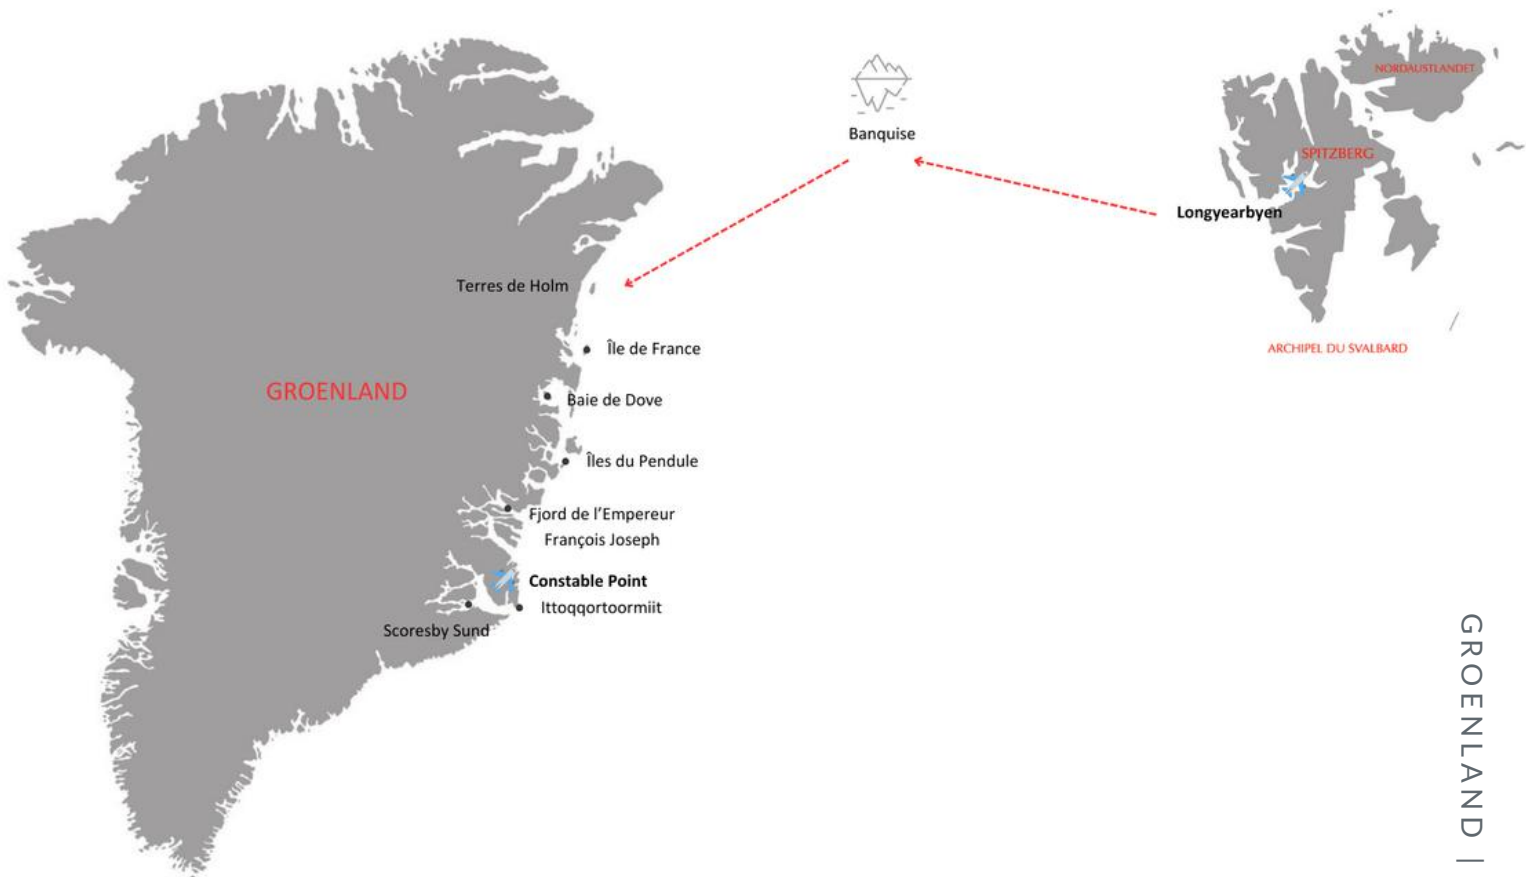 NORDAUSTLANDET
Banquise
SPITZBERG
Longyearbyen
Terres de Holm
Île de France
ARCHIPEL DU SVALBARD
GROENLAND
Baie de Dove
Îles du Pendule
Fjord de l’Empereur
François Joseph
Constable Point
Ittoqqortoormiit
Scoresby Sund
GROENLAND |